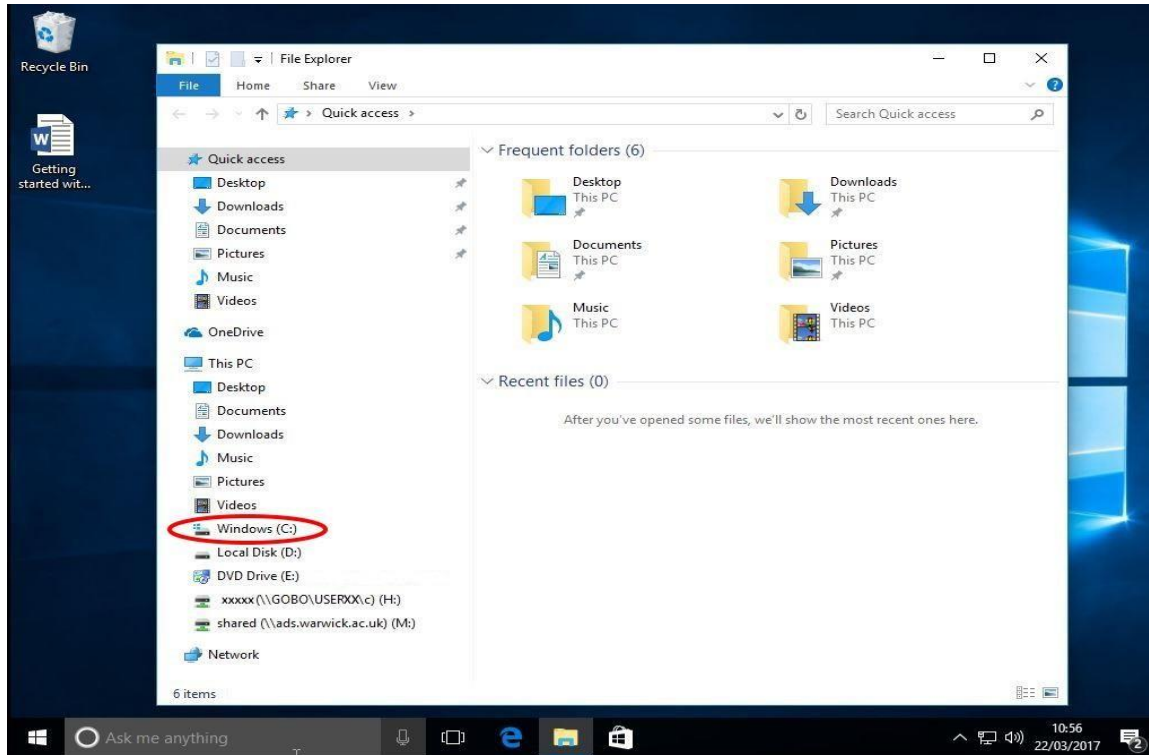 Recycle Bin
Getting
started wit...
File Explorer
File Home Share View
Quick access
Search Quick access
Quick access
Desktop
Downloads
Documents
Pictures
Music
Videos
OneDrive
This PC
Desktop
Documents
Downloads
Music
Pictures
Videos
Windows (C:)
Local Disk (D:)
DVD Drive (E:)
xxxxx(\\GOBO\USERXX\c) (H:)
shared (\\ads.warwick.ac.uk) (M:)
Network
Frequent folders (6)
Desktop
This PC
Downloads
This PC
Documents
This PC
Pictures
This PC
Music
This PC
Videos
This PC
Recent files (0)
After you've opened some files, we'll show the most recent ones here.
6 items
Ask me anything
10:56
22/03/2017
2